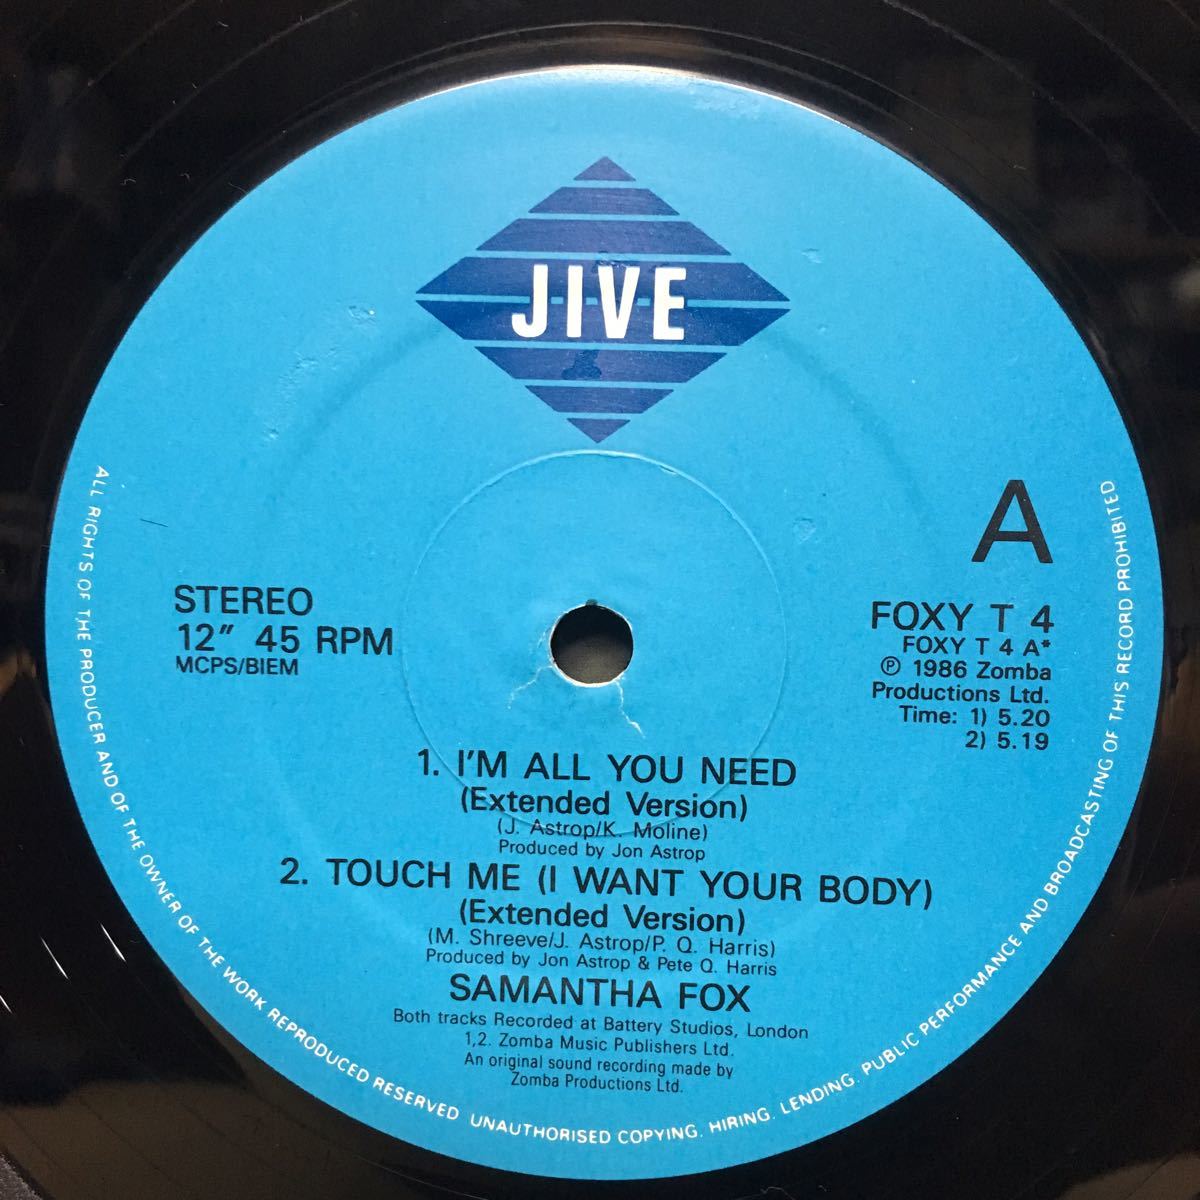 JIVE
A
STEREO
12" 45 RPM
MCPS/BIEM
FOXY T 4
FOXY T 4 A*
℗ 1986 Zomba
Productions Ltd.
Time: 1) 5.20
2) 5.19
1. I'M ALL YOU NEED
(Extended Version)
(J. Astrop/K. Moline)
Produced by Jon Astrop
2. TOUCH ME (I WANT YOUR BODY)
(Extended Version)
(M. Shreeve/J. Astrop/P. Q. Harris)
Produced by Jon Astrop & Pete Q. Harris
SAMANTHA FOX
Both tracks Recorded at Battery Studios, London
1,2. Zomba Music Publishers Ltd.
An original sound recording made by
Zomba Productions Ltd.
ALL RIGHTS OF THE PRODUCER AND OF THE OWNER OF THE WORK REPRODUCED RESERVED UNAUTHORISED COPYING. HIRING. LENDING. PUBLIC PERFORMANCE AND BROADCASTING OF THIS RECORD PROHIBITED